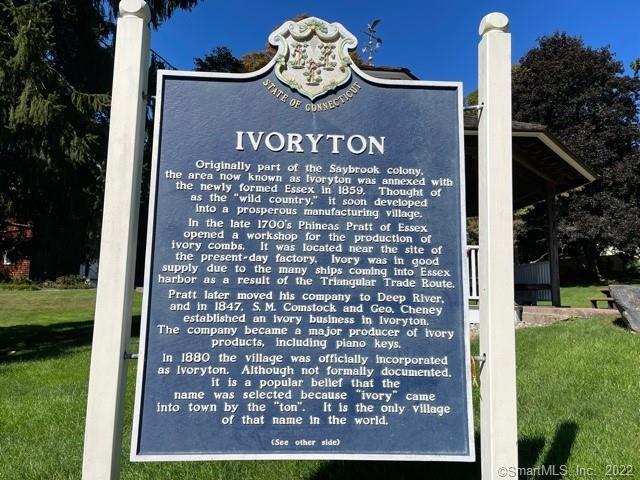 STATE OF CONNECTICUT
IVORYTON
Originally part of the Saybrook colony,
the area now known as Ivoryton was annexed with
the newly formed Essex in 1859. Thought of
as the "wild country," it soon developed
into a prosperous manufacturing village.
In the late 1700's Phineas Pratt of Essex
opened a workshop for the production of
ivory combs. It was located near the site of
the present-day factory. Ivory was in good
supply due to the many ships coming into Essex
harbor as a result of the Triangular Trade Route.
Pratt later moved his company to Deep River,
and in 1847, S. M. Comstock and Geo. Cheney
established an ivory business in Ivoryton.
The company became a major producer of ivory
products, including piano keys.
In 1880 the village was officially incorporated
as Ivoryton. Although not formally documented,
it is a popular belief that the
name was selected because "ivory" came
into town by the "ton". It is the only village
of that name in the world.
(See other side)
©SmartMLS, Inc. 2022